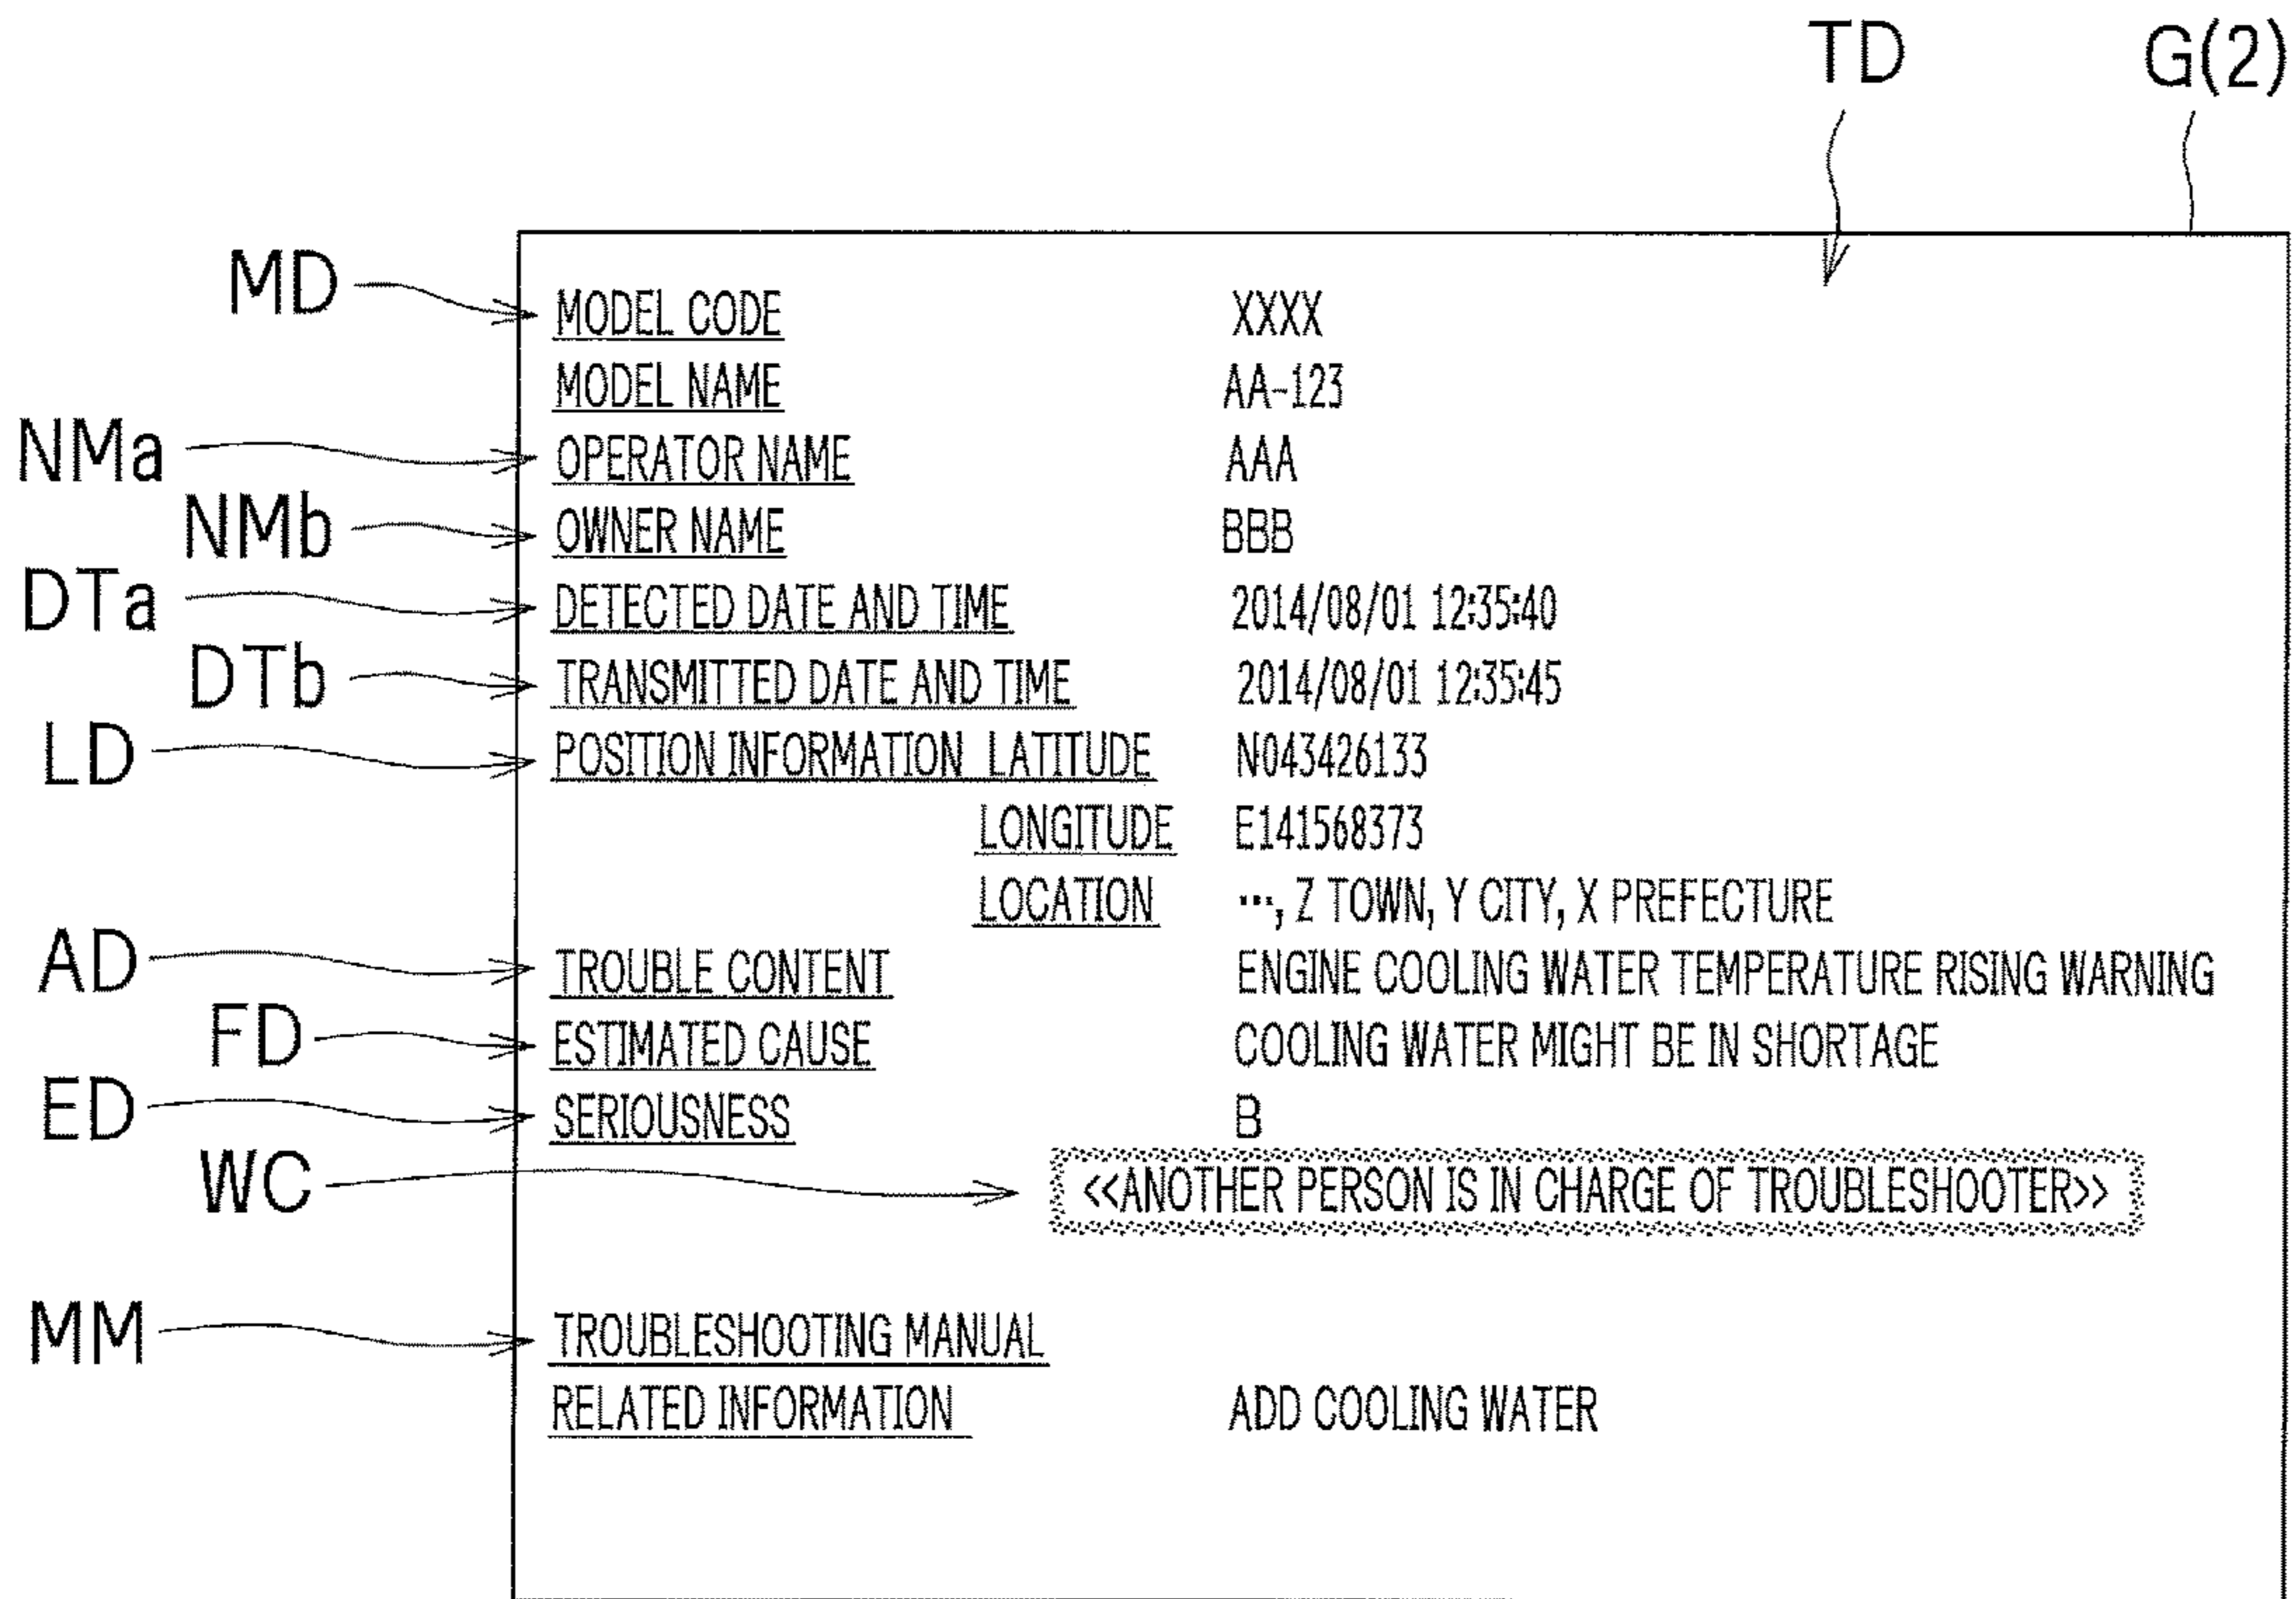 TD G(2)
MD MODEL CODE XXXX
MODEL NAME AA-123
NMa OPERATOR NAME AAA
NMb OWNER NAME BBB
DTa DETECTED DATE AND TIME 2014/08/01 12:35:40
DTb TRANSMITTED DATE AND TIME 2014/08/01 12:35:45
LD POSITION INFORMATION LATITUDE N043426133
LONGITUDE E141568373
LOCATION ···, Z TOWN, Y CITY, X PREFECTURE
AD TROUBLE CONTENT ENGINE COOLING WATER TEMPERATURE RISING WARNING
FD ESTIMATED CAUSE COOLING WATER MIGHT BE IN SHORTAGE
ED SERIOUSNESS B
WC <<ANOTHER PERSON IS IN CHARGE OF TROUBLESHOOTER>>
MM TROUBLESHOOTING MANUAL
RELATED INFORMATION ADD COOLING WATER